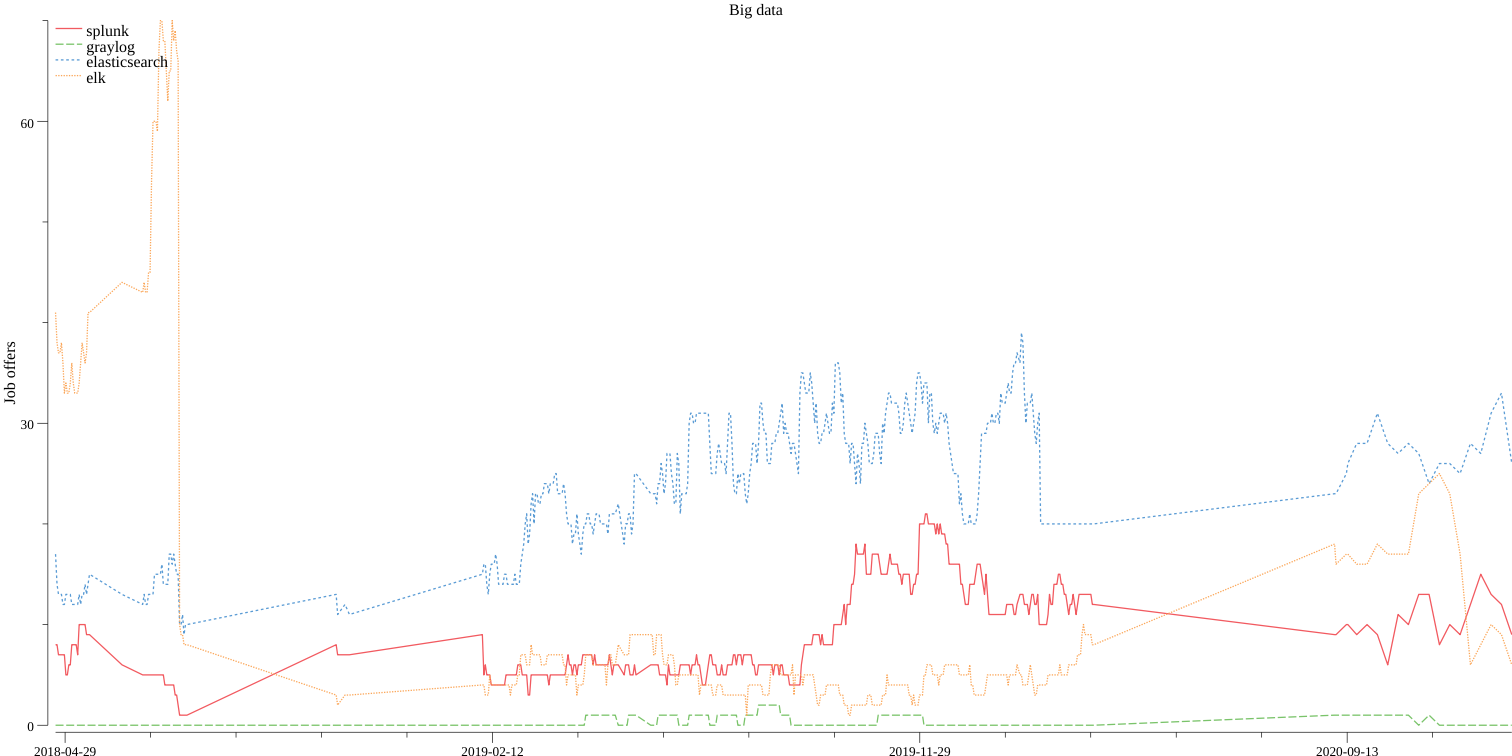 Big data
splunk
graylog
elasticsearch
elk
60
Job offers
30
0
2018-04-29
2019-02-12
2019-11-29
2020-09-13